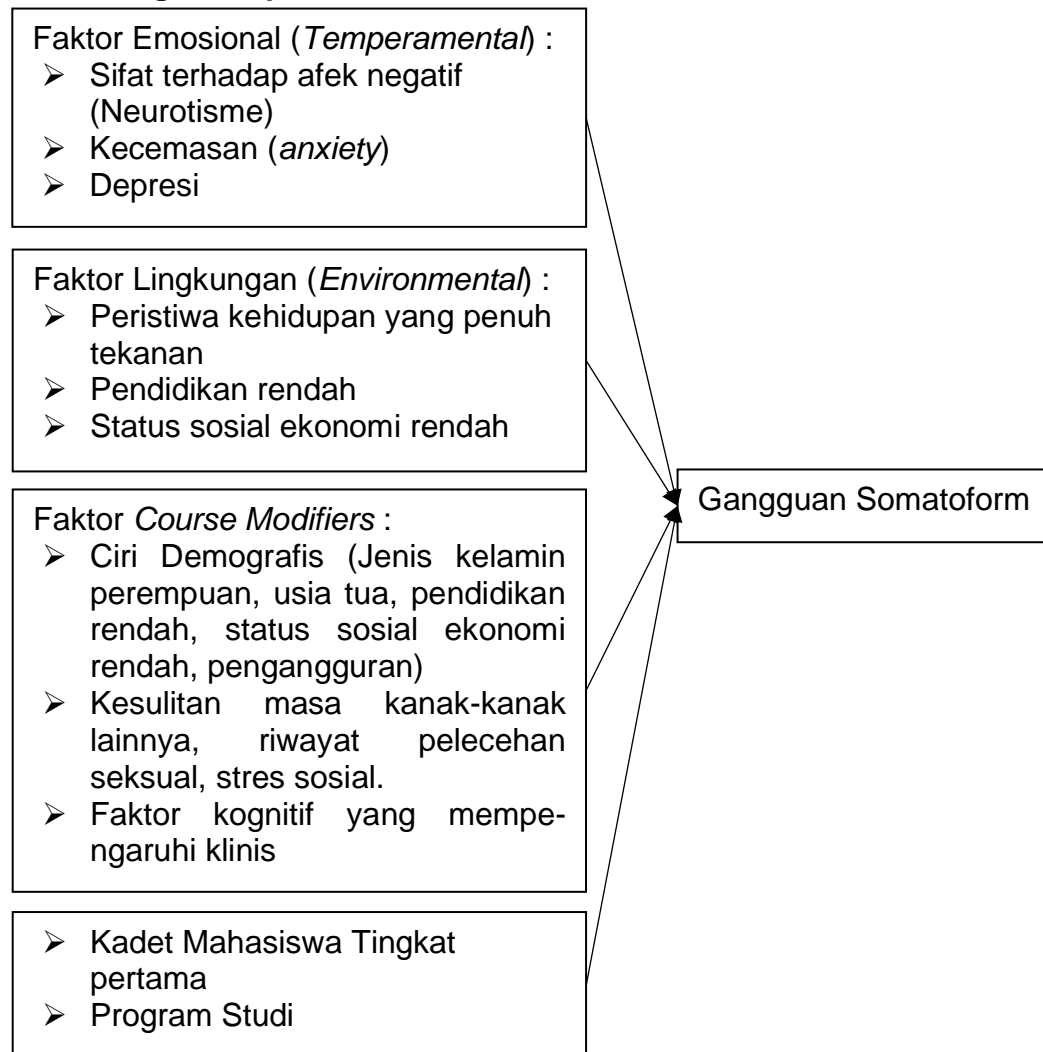 Faktor Emosional (Temperamental) :
➢ Sifat terhadap afek negatif
(Neurotisme)
➢ Kecemasan (anxiety)
➢ Depresi
Faktor Lingkungan (Environmental) :
➢ Peristiwa kehidupan yang penuh
tekanan
➢ Pendidikan rendah
➢ Status sosial ekonomi rendah
Faktor Course Modifiers :
➢ Ciri Demografis (Jenis kelamin
perempuan, usia tua, pendidikan
rendah, status sosial ekonomi
rendah, pengangguran)
➢ Kesulitan masa kanak-kanak
lainnya, riwayat pelecehan
seksual, stres sosial.
➢ Faktor kognitif yang mempe-
ngaruhi klinis
➢ Kadet Mahasiswa Tingkat
pertama
➢ Program Studi
Gangguan Somatoform